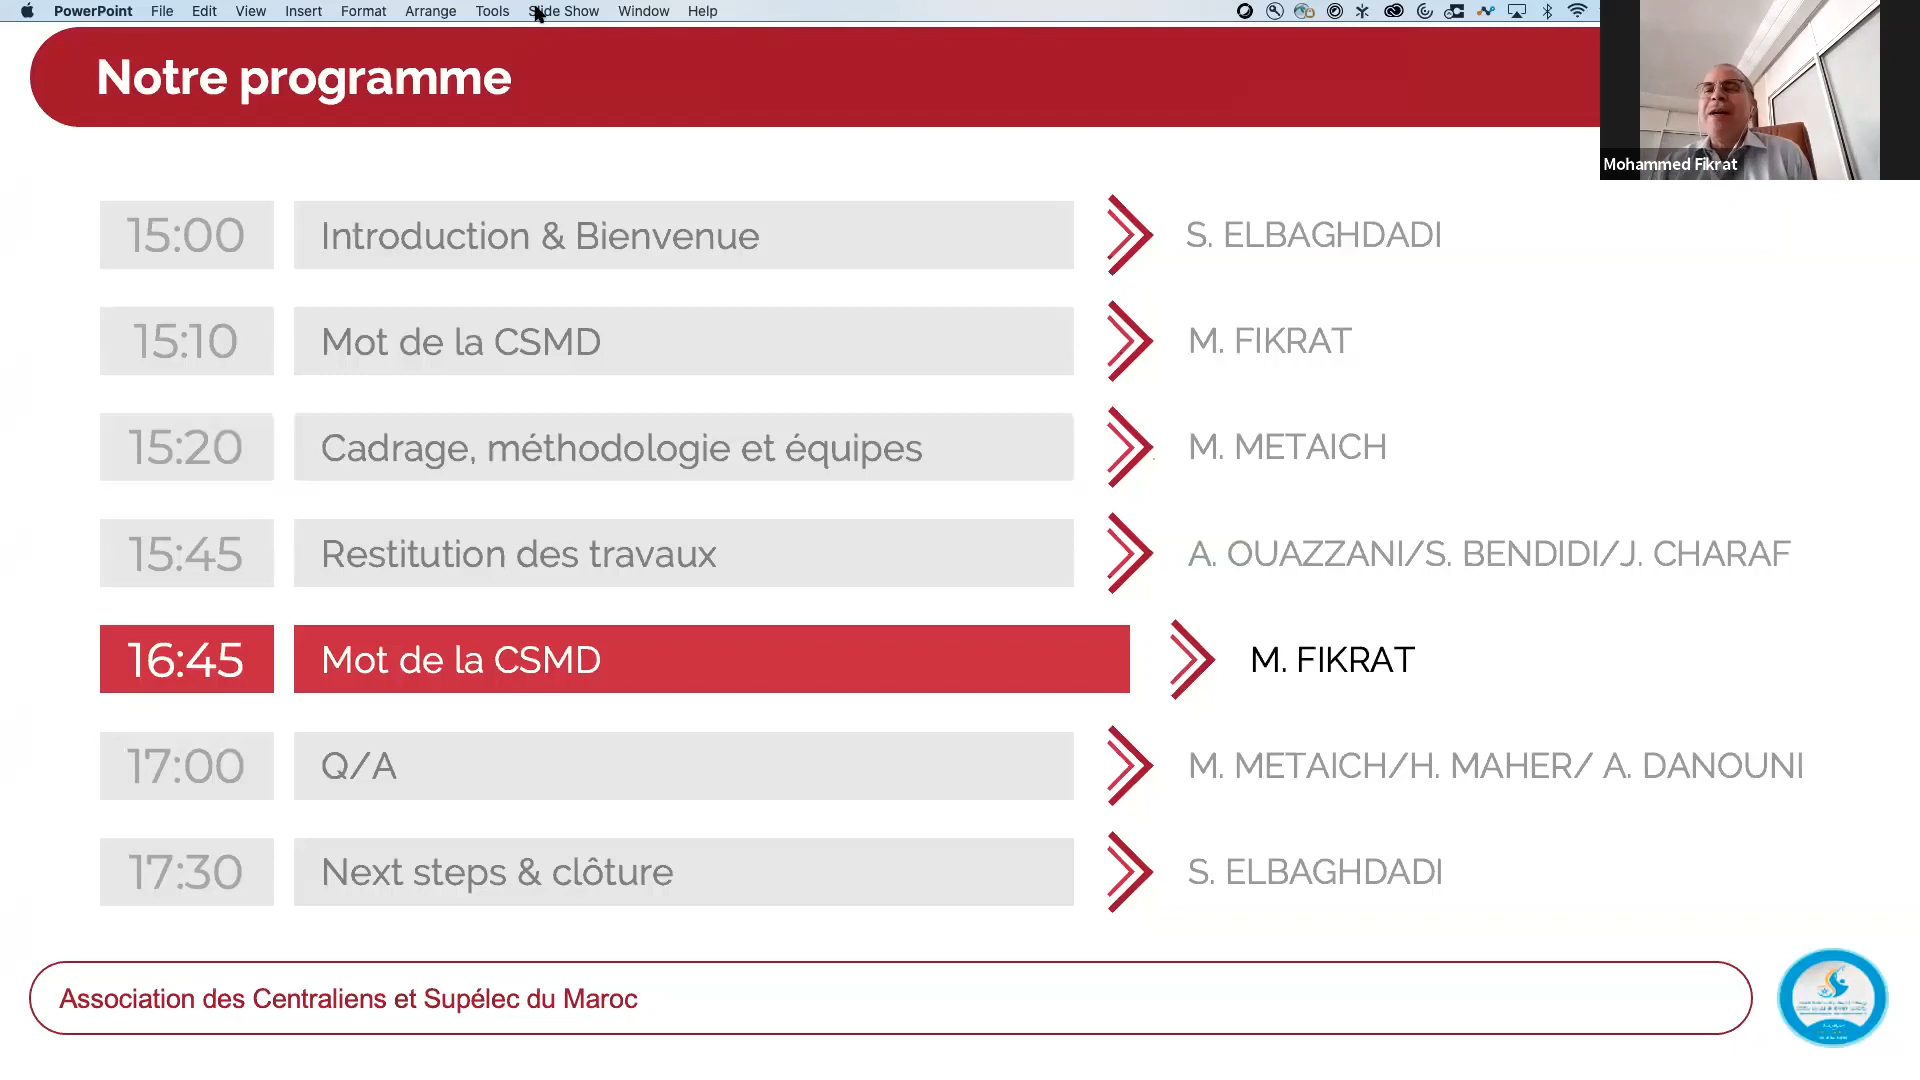 PowerPoint File Edit View Insert Format Arrange Tools Slide Show Window Help
Notre programme
Mohammed Fikrat
15:00 Introduction & Bienvenue S. ELBAGHDADI
15:10 Mot de la CSMD M. FIKRAT
15:20 Cadrage, méthodologie et équipes M. METAICH
15:45 Restitution des travaux A. OUAZZANI/S. BENDIDI/J. CHARAF
16:45 Mot de la CSMD M. FIKRAT
17:00 Q/A M. METAICH/H. MAHER/ A. DANOUNI
17:30 Next steps & clôture S. ELBAGHDADI
Association des Centraliens et Supélec du Maroc